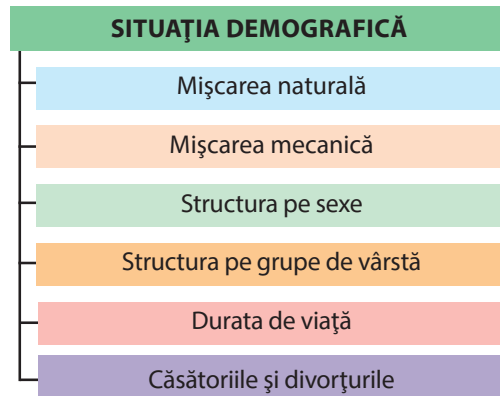 SITUAŢIA DEMOGRAFICĂ
Mişcarea naturală
Mişcarea mecanică
Structura pe sexe
Structura pe grupe de vârstă
Durata de viaţă
Căsătoriile şi divorţurile